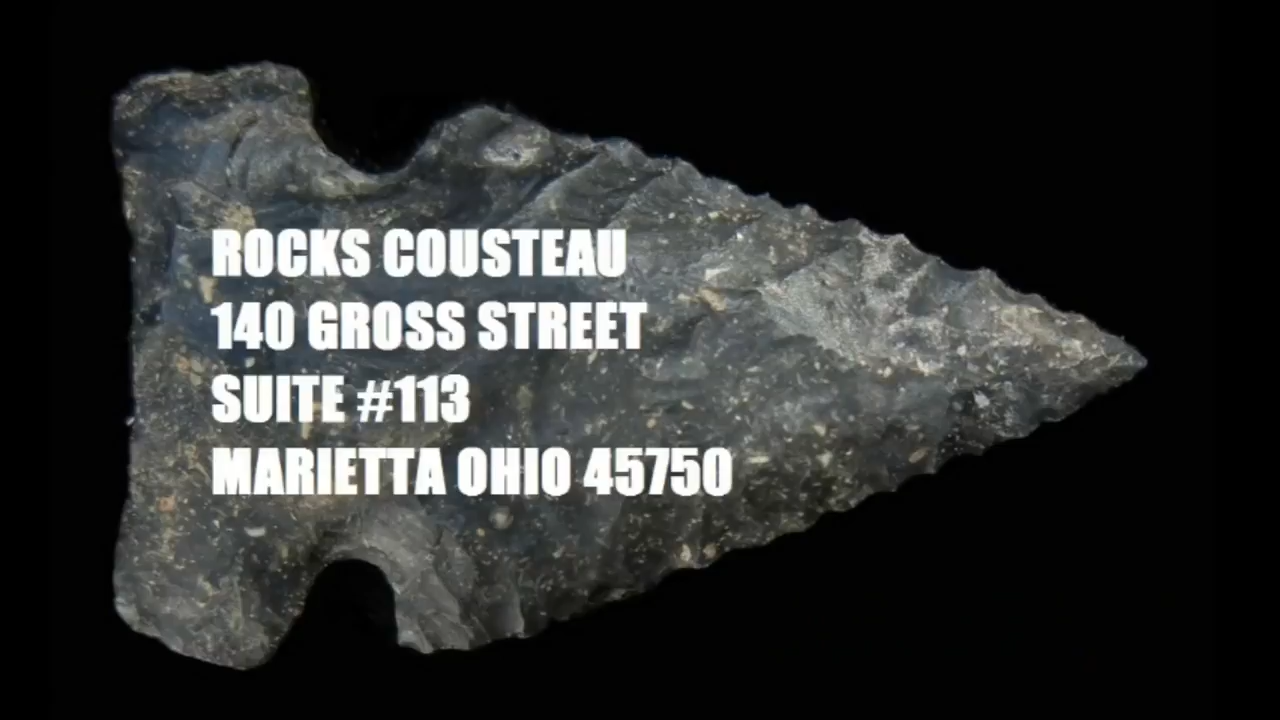 ROCKS COUSTEAU
140 GROSS STREET
SUITE #113
MARIETTA OHIO 45750